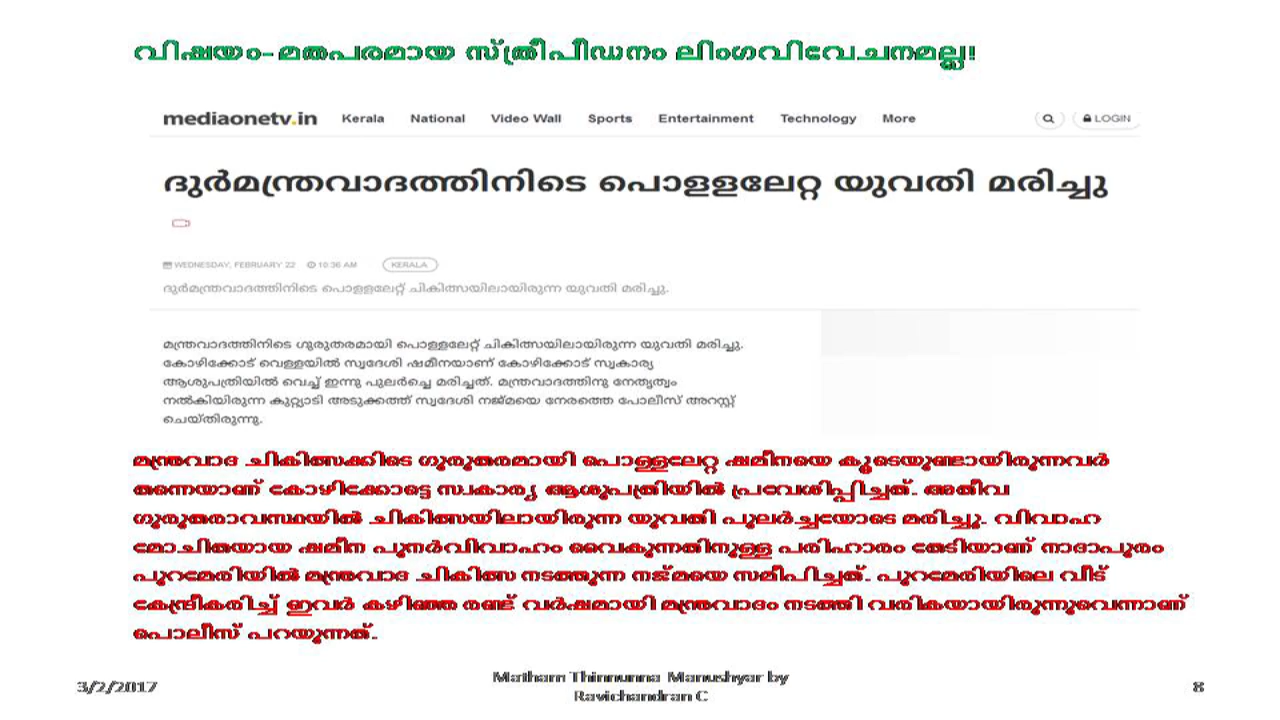 വിഷയം-മതപരമായ സ്ത്രീപീഡനം ലിംഗവിവേചനമല്ല!
mediaonetv.in Kerala National Video Wall Sports Entertainment Technology More LOGIN
ദുർമന്ത്രവാദത്തിനിടെ പൊളളലേറ്റ യുവതി മരിച്ചു
WEDNESDAY, FEBRUARY 22 10:36 AM KERALA
ദുർമന്ത്രവാദത്തിനിടെ പൊളളലേറ്റ് ചികിത്സയിലായിരുന്ന യുവതി മരിച്ചു.
മന്ത്രവാദത്തിനിടെ ഗുരുതരമായി പൊള്ളലേറ്റ് ചികിത്സയിലായിരുന്ന യുവതി മരിച്ചു.
കോഴിക്കോട് വെള്ളയിൽ സ്വദേശി ഷമീനയാണ് കോഴിക്കോട് സ്വകാര്യ
ആശുപത്രിയിൽ വെച്ച് ഇന്നു പുലർച്ചെ മരിച്ചത്. മന്ത്രവാദത്തിനു നേതൃത്വം
നൽകിയിരുന്ന കുറ്റ്യാടി അടുക്കത്ത് സ്വദേശി നജ്മയെ നേരത്തെ പോലീസ് അറസ്റ്റ്
ചെയ്തിരുന്നു.
മന്ത്രവാദ ചികിത്സക്കിടെ ഗുരുതരമായി പൊള്ളലേറ്റ ഷമീനയെ കൂടെയുണ്ടായിരുന്നവർ
തന്നെയാണ് കോഴിക്കോട്ടെ സ്വകാര്യ ആശുപത്രിയിൽ പ്രവേശിപ്പിച്ചത്. അതീവ
ഗുരുതരാവസ്ഥയിൽ ചികിത്സയിലായിരുന്ന യുവതി പുലർച്ചയോടെ മരിച്ചു. വിവാഹ
മോചിതയായ ഷമീന പുനർവിവാഹം വൈകുന്നതിനുള്ള പരിഹാരം തേടിയാണ് നാദാപുരം
പുറമേരിയിൽ മന്ത്രവാദ ചികിത്സ നടത്തുന്ന നജ്മയെ സമീപിച്ചത്. പുറമേരിയിലെ വീട്
കേന്ദ്രീകരിച്ച് ഇവർ കഴിഞ്ഞ രണ്ട് വർഷമായി മന്ത്രവാദം നടത്തി വരികയായിരുന്നുവെന്നാണ്
പൊലീസ് പറയുന്നത്.
3/2/2017
Matham Thinnunna Manushyar by
Ravichandran C
8